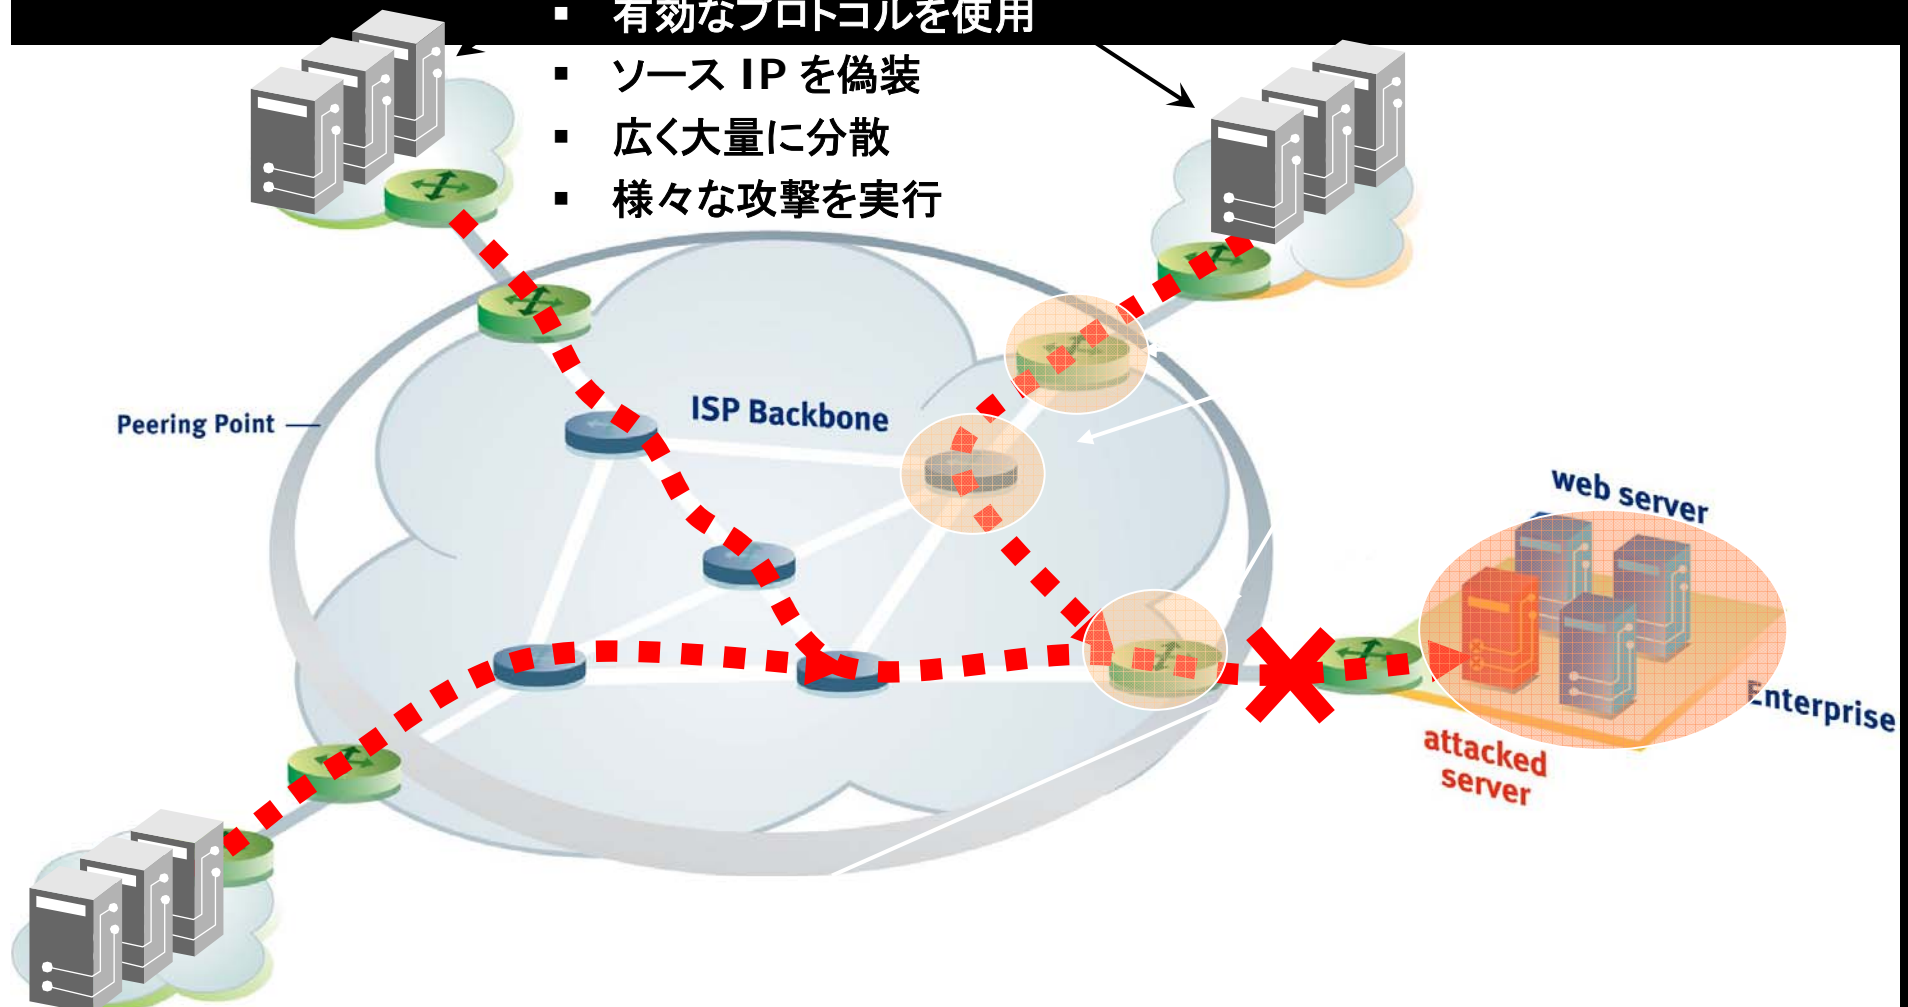 ▪ 有効なプロトコルを使用
▪ ソース IP を偽装
▪ 広く大量に分散
▪ 様々な攻撃を実行
ISP Backbone
Peering Point
web server
Enterprise
attacked
server